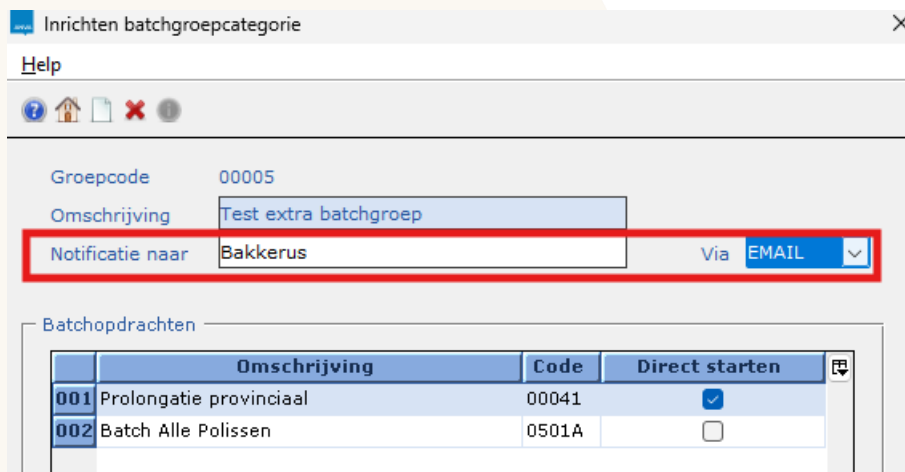 Inrichten batchgroepcategorie
Help
Groepcode 00005
Omschrijving Test extra batchgroep
Notificatie naar Bakkerus Via EMAIL
Batchopdrachten
Omschrijving Code Direct starten
001 Prolongatie provinciaal 00041
002 Batch Alle Polissen 0501A